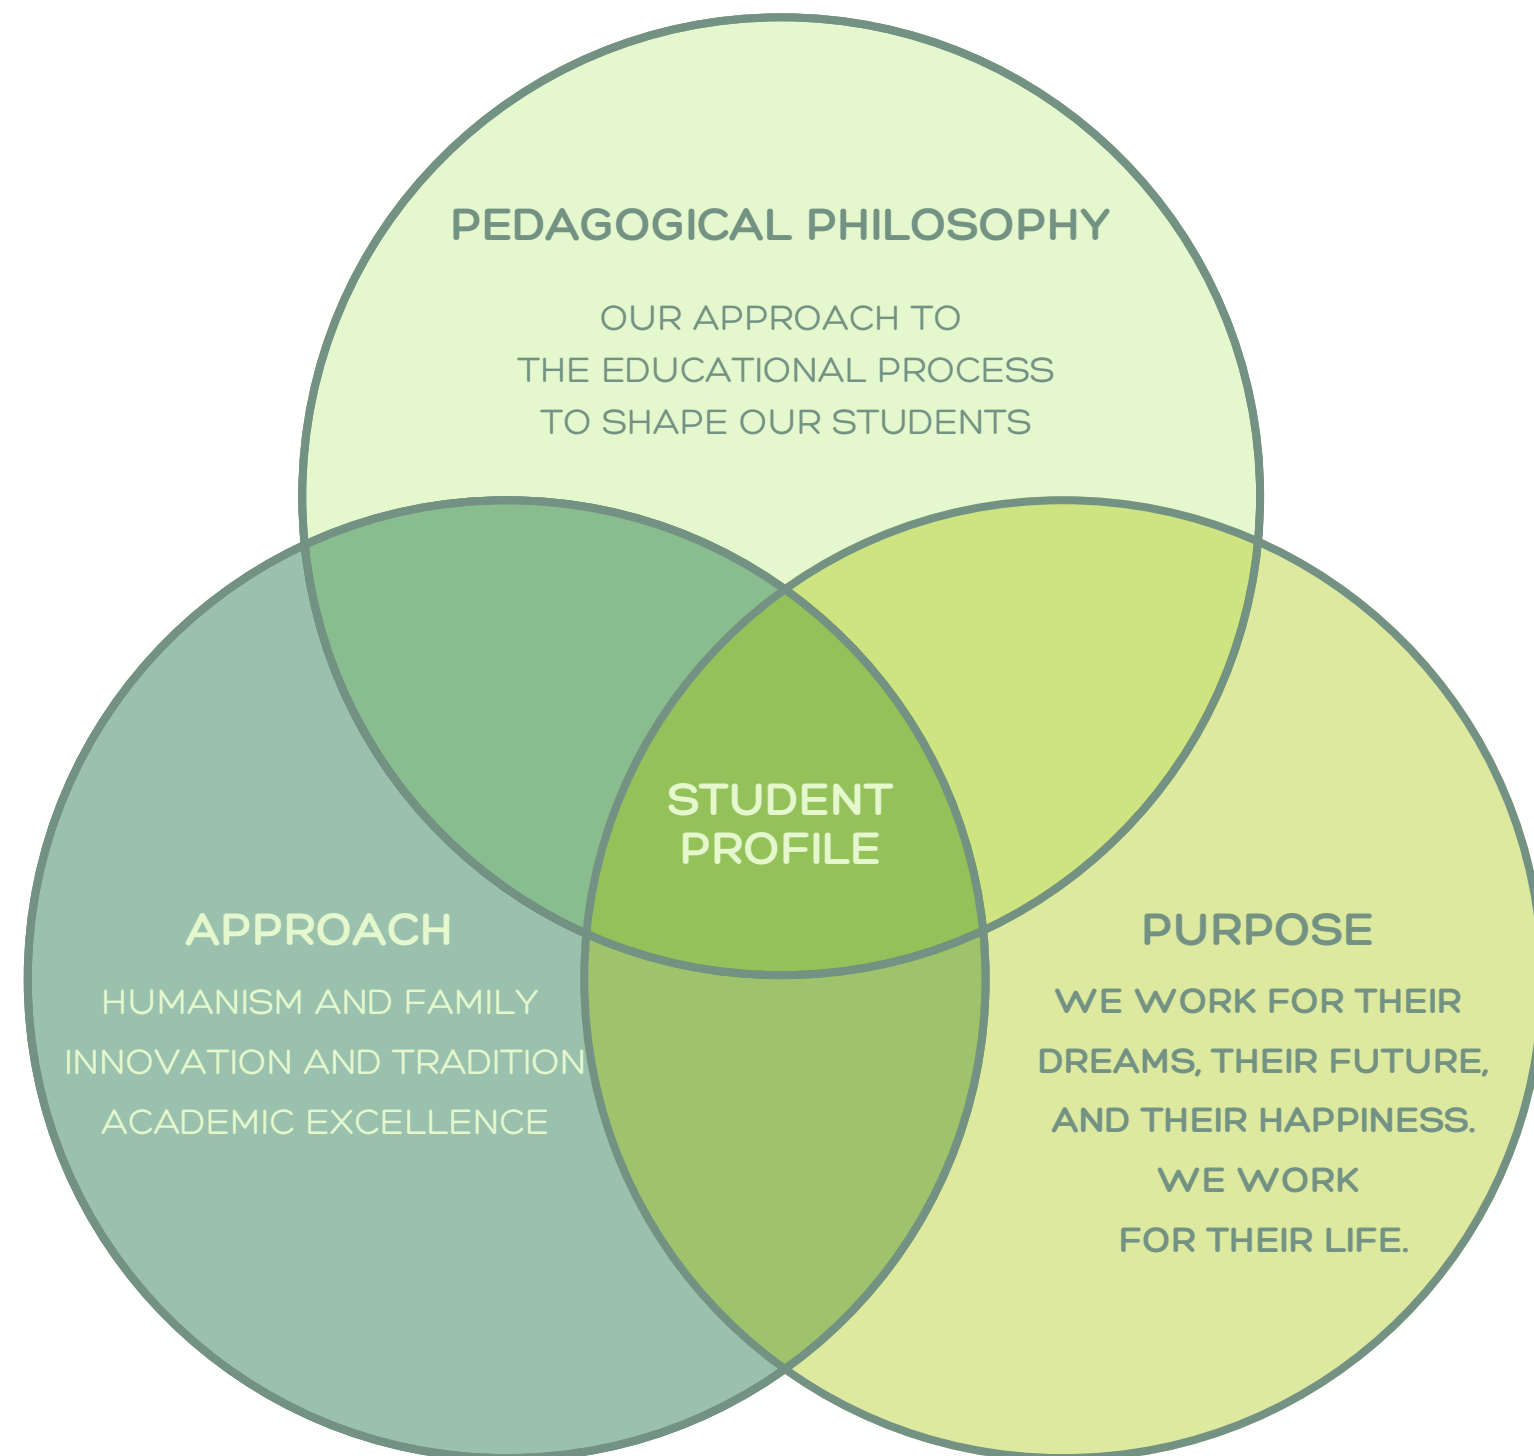 PEDAGOGICAL PHILOSOPHY
OUR APPROACH TO
THE EDUCATIONAL PROCESS
TO SHAPE OUR STUDENTS
STUDENT
PROFILE
APPROACH
HUMANISM AND FAMILY
INNOVATION AND TRADITION
ACADEMIC EXCELLENCE
PURPOSE
WE WORK FOR THEIR
DREAMS, THEIR FUTURE,
AND THEIR HAPPINESS.
WE WORK
FOR THEIR LIFE.